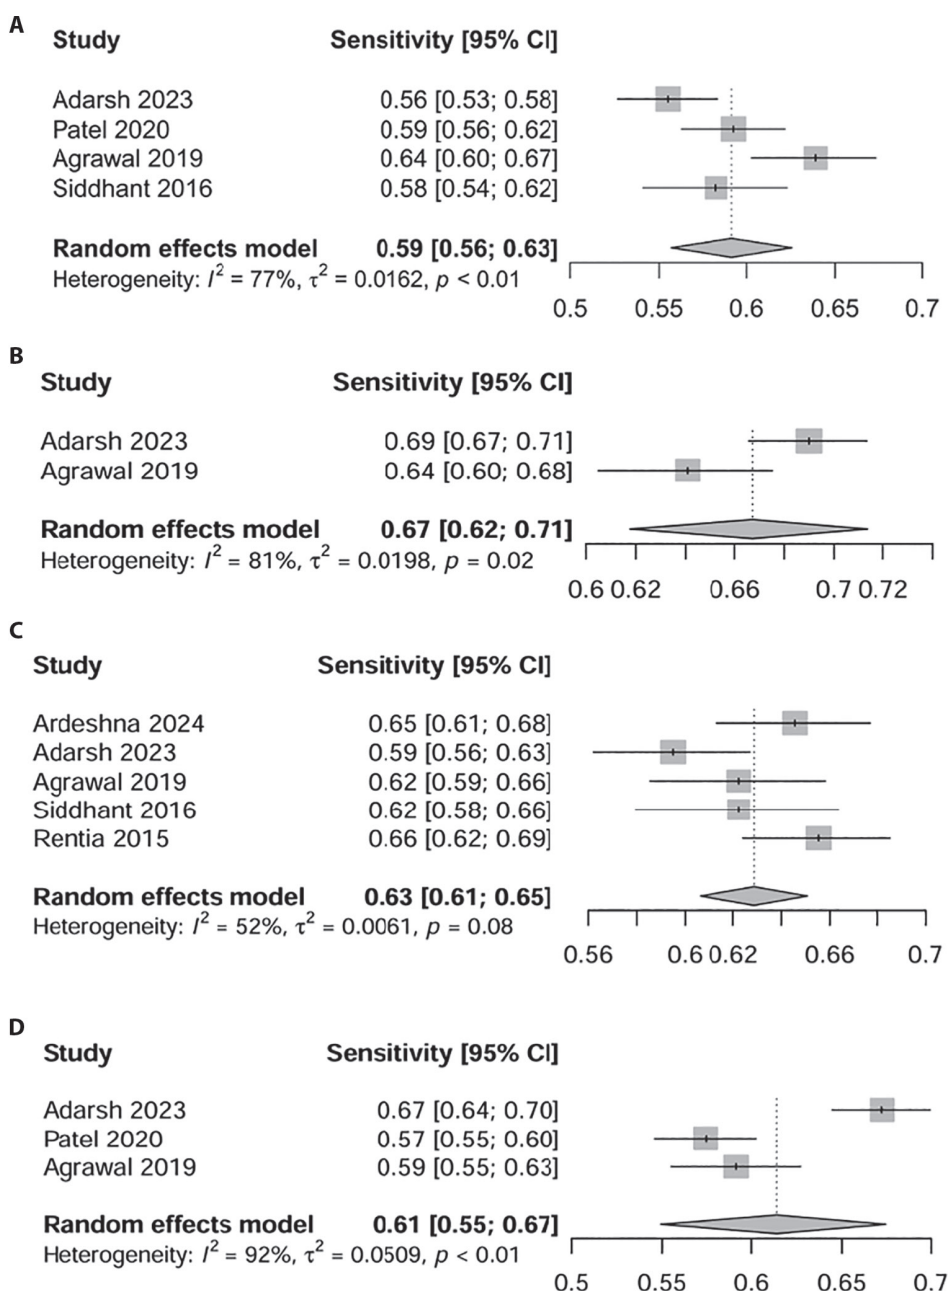 A
Study Sensitivity [95% CI]
Adarsh 2023 0.56 [0.53; 0.58]
Patel 2020 0.59 [0.56; 0.62]
Agrawal 2019 0.64 [0.60; 0.67]
Siddhant 2016 0.58 [0.54; 0.62]
Random effects model 0.59 [0.56; 0.63]
Heterogeneity: I² = 77%, τ² = 0.0162, p < 0.01
0.5 0.55 0.6 0.65 0.7
B
Study Sensitivity [95% CI]
Adarsh 2023 0.69 [0.67; 0.71]
Agrawal 2019 0.64 [0.60; 0.68]
Random effects model 0.67 [0.62; 0.71]
Heterogeneity: I² = 81%, τ² = 0.0198, p = 0.02
0.6 0.62 0.66 0.7 0.72
C
Study Sensitivity [95% CI]
Ardeshna 2024 0.65 [0.61; 0.68]
Adarsh 2023 0.59 [0.56; 0.63]
Agrawal 2019 0.62 [0.59; 0.66]
Siddhant 2016 0.62 [0.58; 0.66]
Rentia 2015 0.66 [0.62; 0.69]
Random effects model 0.63 [0.61; 0.65]
Heterogeneity: I² = 52%, τ² = 0.0061, p = 0.08
0.56 0.6 0.62 0.66 0.7
D
Study Sensitivity [95% CI]
Adarsh 2023 0.67 [0.64; 0.70]
Patel 2020 0.57 [0.55; 0.60]
Agrawal 2019 0.59 [0.55; 0.63]
Random effects model 0.61 [0.55; 0.67]
Heterogeneity: I² = 92%, τ² = 0.0509, p < 0.01
0.5 0.55 0.6 0.65 0.7